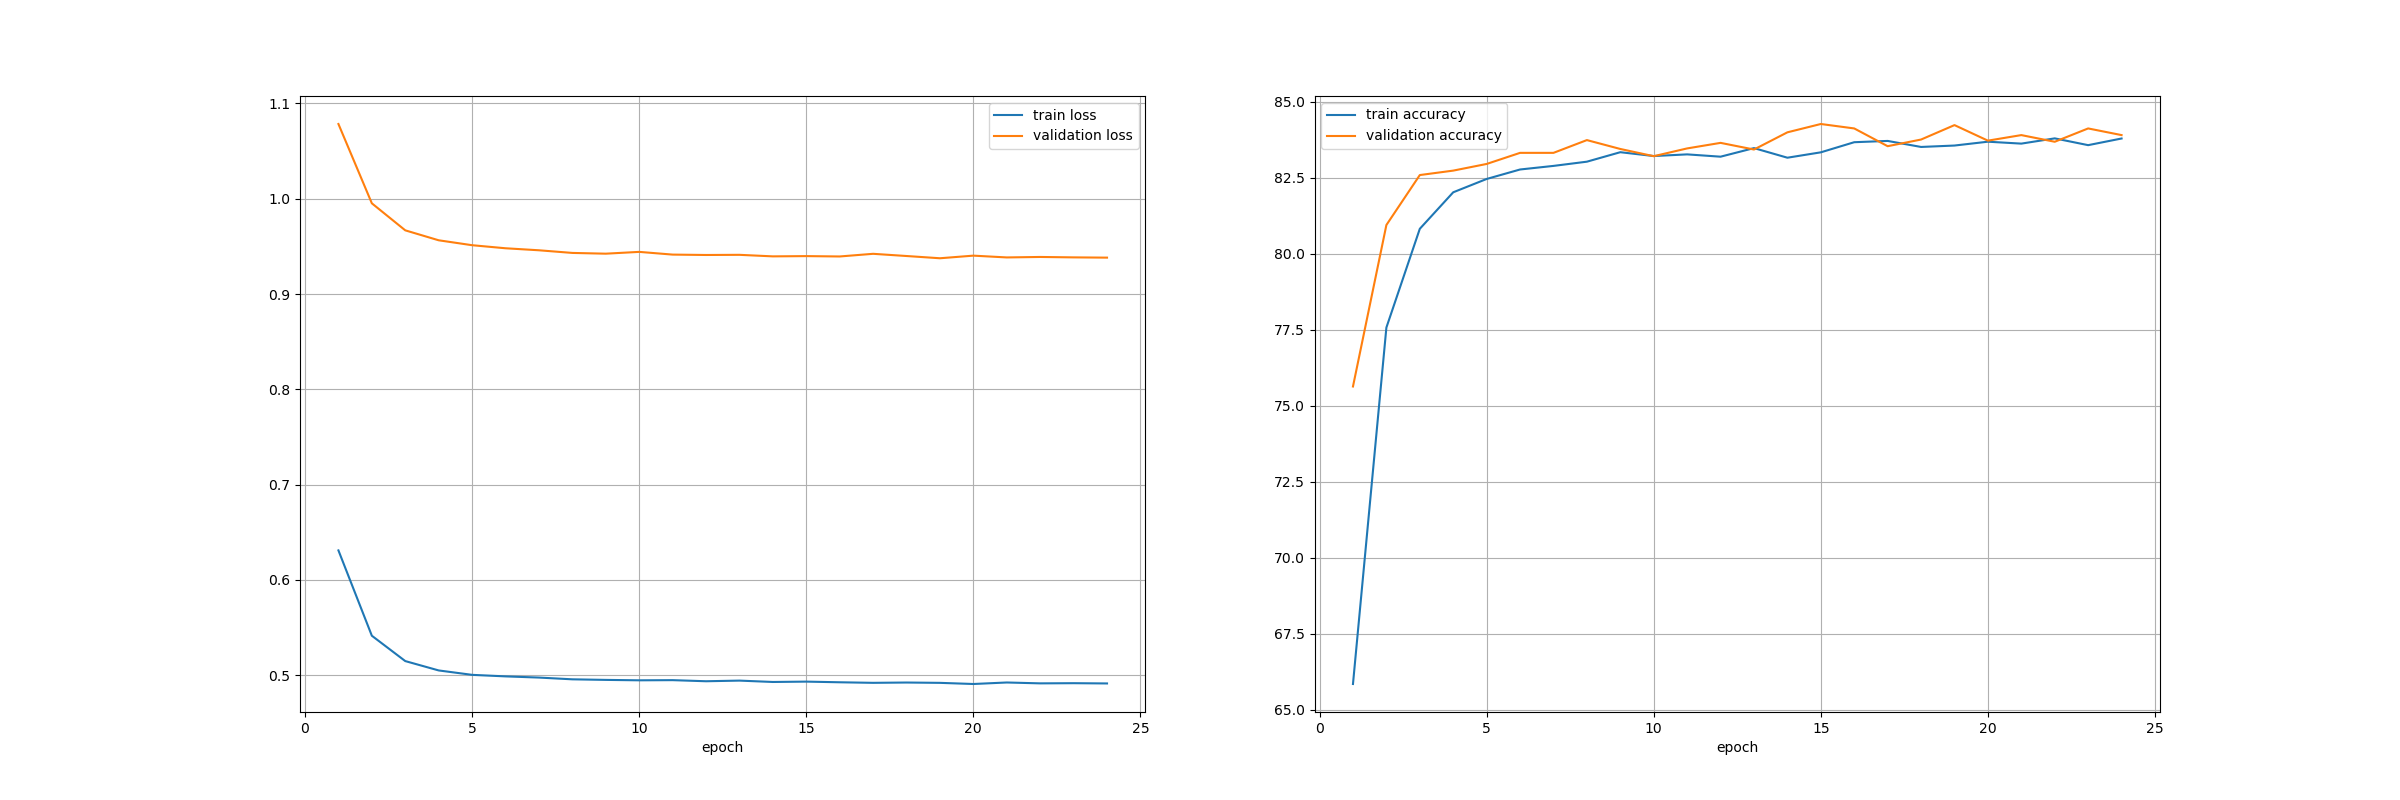 1.1
1.0
0.9
0.8
0.7
0.6
0.5
0 5 10 15 20 25
epoch
train loss
validation loss
85.0
82.5
80.0
77.5
75.0
72.5
70.0
67.5
65.0
0 5 10 15 20 25
epoch
train accuracy
validation accuracy